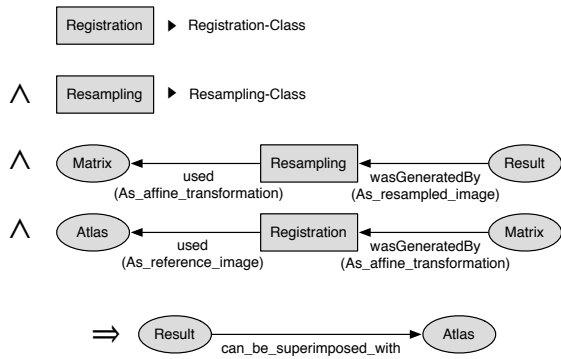 Registration ▶ Registration-Class
∧ Resampling ▶ Resampling-Class
∧ Matrix used (As_affine_transformation) Resampling wasGeneratedBy (As_resampled_image) Result
∧ Atlas used (As_reference_image) Registration wasGeneratedBy (As_affine_transformation) Matrix
⇒ Result can_be_superimposed_with Atlas